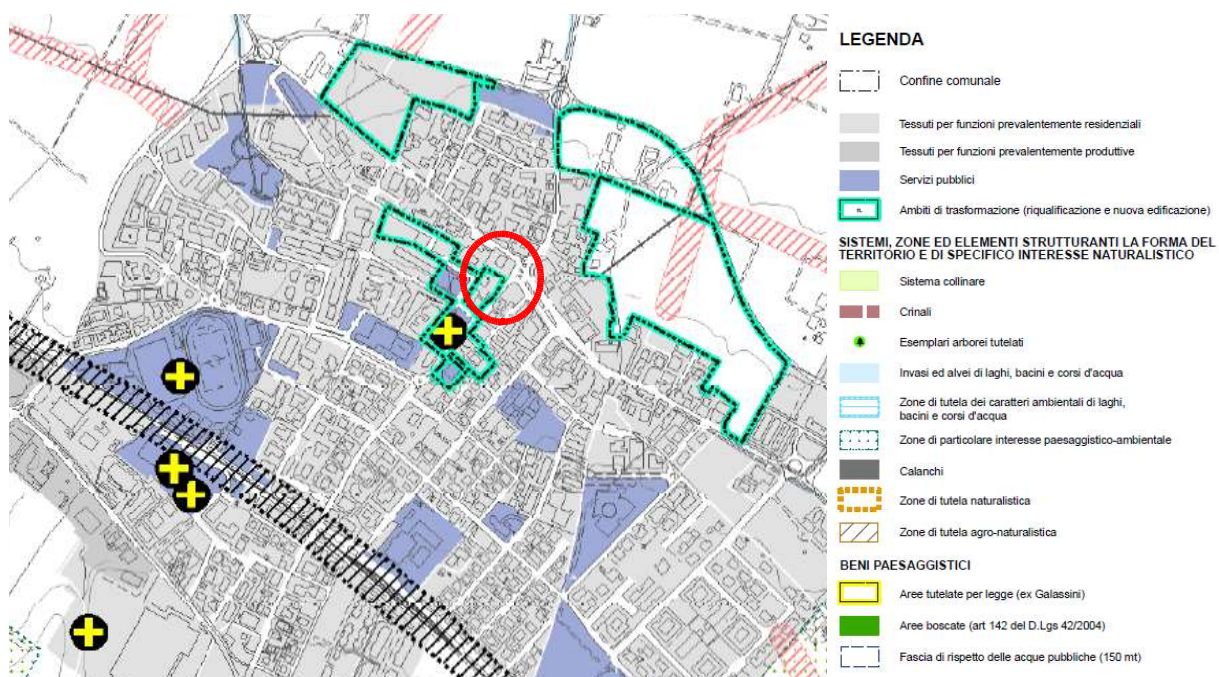 LEGENDA
Confine comunale
Tessuti per funzioni prevalentemente residenziali
Tessuti per funzioni prevalentemente produttive
Servizi pubblici
Ambiti di trasformazione (riqualificazione e nuova edificazione)
SISTEMI, ZONE ED ELEMENTI STRUTTURANTI LA FORMA DEL
TERRITORIO E DI SPECIFICO INTERESSE NATURALISTICO
Sistema collinare
Crinali
Esemplari arborei tutelati
Invasi ed alvei di laghi, bacini e corsi d'acqua
Zone di tutela dei caratteri ambientali di laghi,
bacini e corsi d'acqua
Zone di particolare interesse paesaggistico-ambientale
Calanchi
Zone di tutela naturalistica
Zone di tutela agro-naturalistica
BENI PAESAGGISTICI
Aree tutelate per legge (ex Galassini)
Aree boscate (art 142 del D.Lgs 42/2004)
Fascia di rispetto delle acque pubbliche (150 mt)